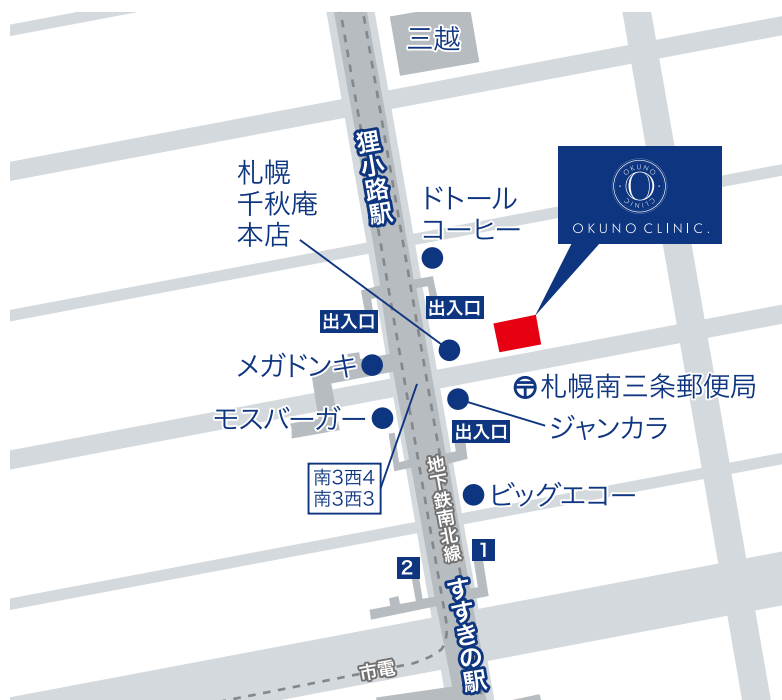 三越
狸小路駅
札幌
千秋庵
本店
ドトール
コーヒー
OKUNO
CLINIC
OKUNO CLINIC.
出入口
出入口
メガドンキ
〒札幌南三条郵便局
モスバーガー
ジャンカラ
出入口
南3西4
南3西3
地下鉄南北線
ビッグエコー
1
2
すすきの駅
市電